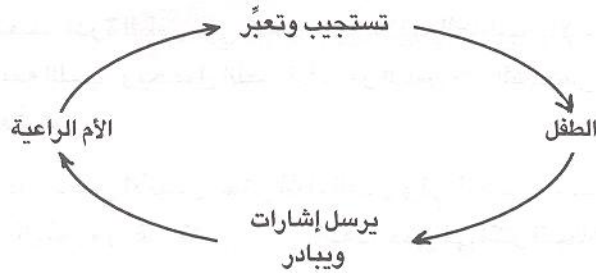 تستجيب وتعبِّر
الطفل
الأم الراعية
يرسل إشارات
ويبادر